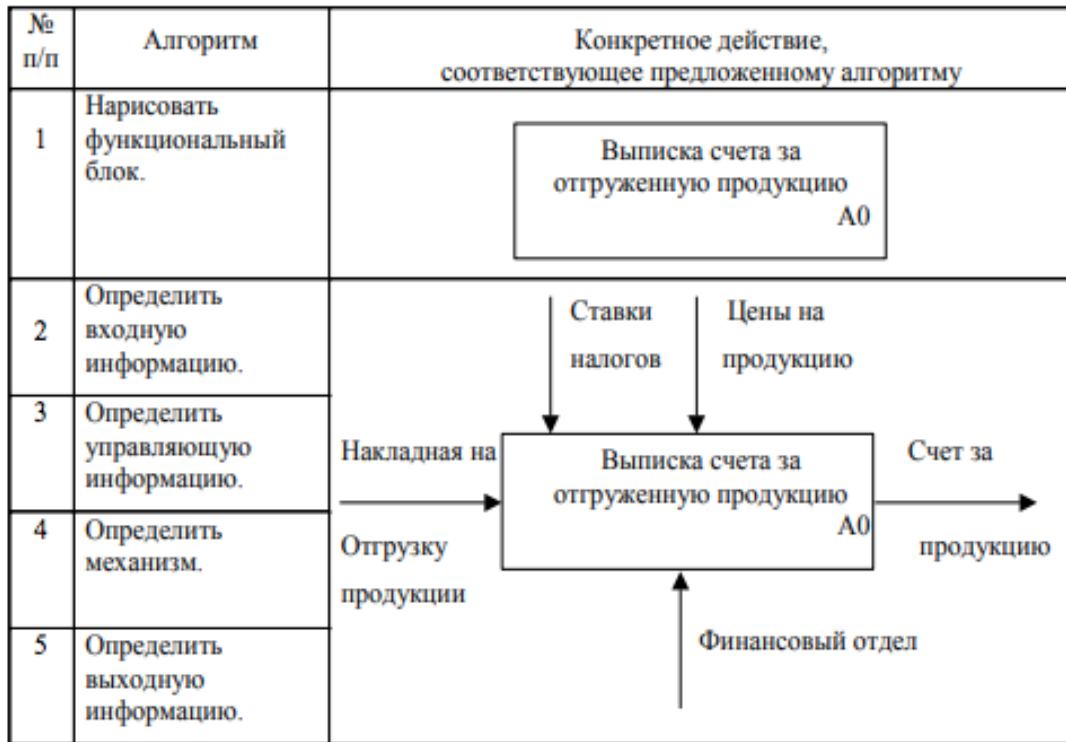 №
п/п
Алгоритм
Конкретное действие,
соответствующее предложенному алгоритму
1
Нарисовать
функциональный
блок.
Выписка счета за
отгруженную продукцию
А0
2
Определить
входную
информацию.
3
Определить
управляющую
информацию.
4
Определить
механизм.
5
Определить
выходную
информацию.
Ставки
налогов
Цены на
продукцию
Накладная на
Отгрузку
продукции
Выписка счета за
отгруженную продукцию
А0
Счет за
продукцию
Финансовый отдел